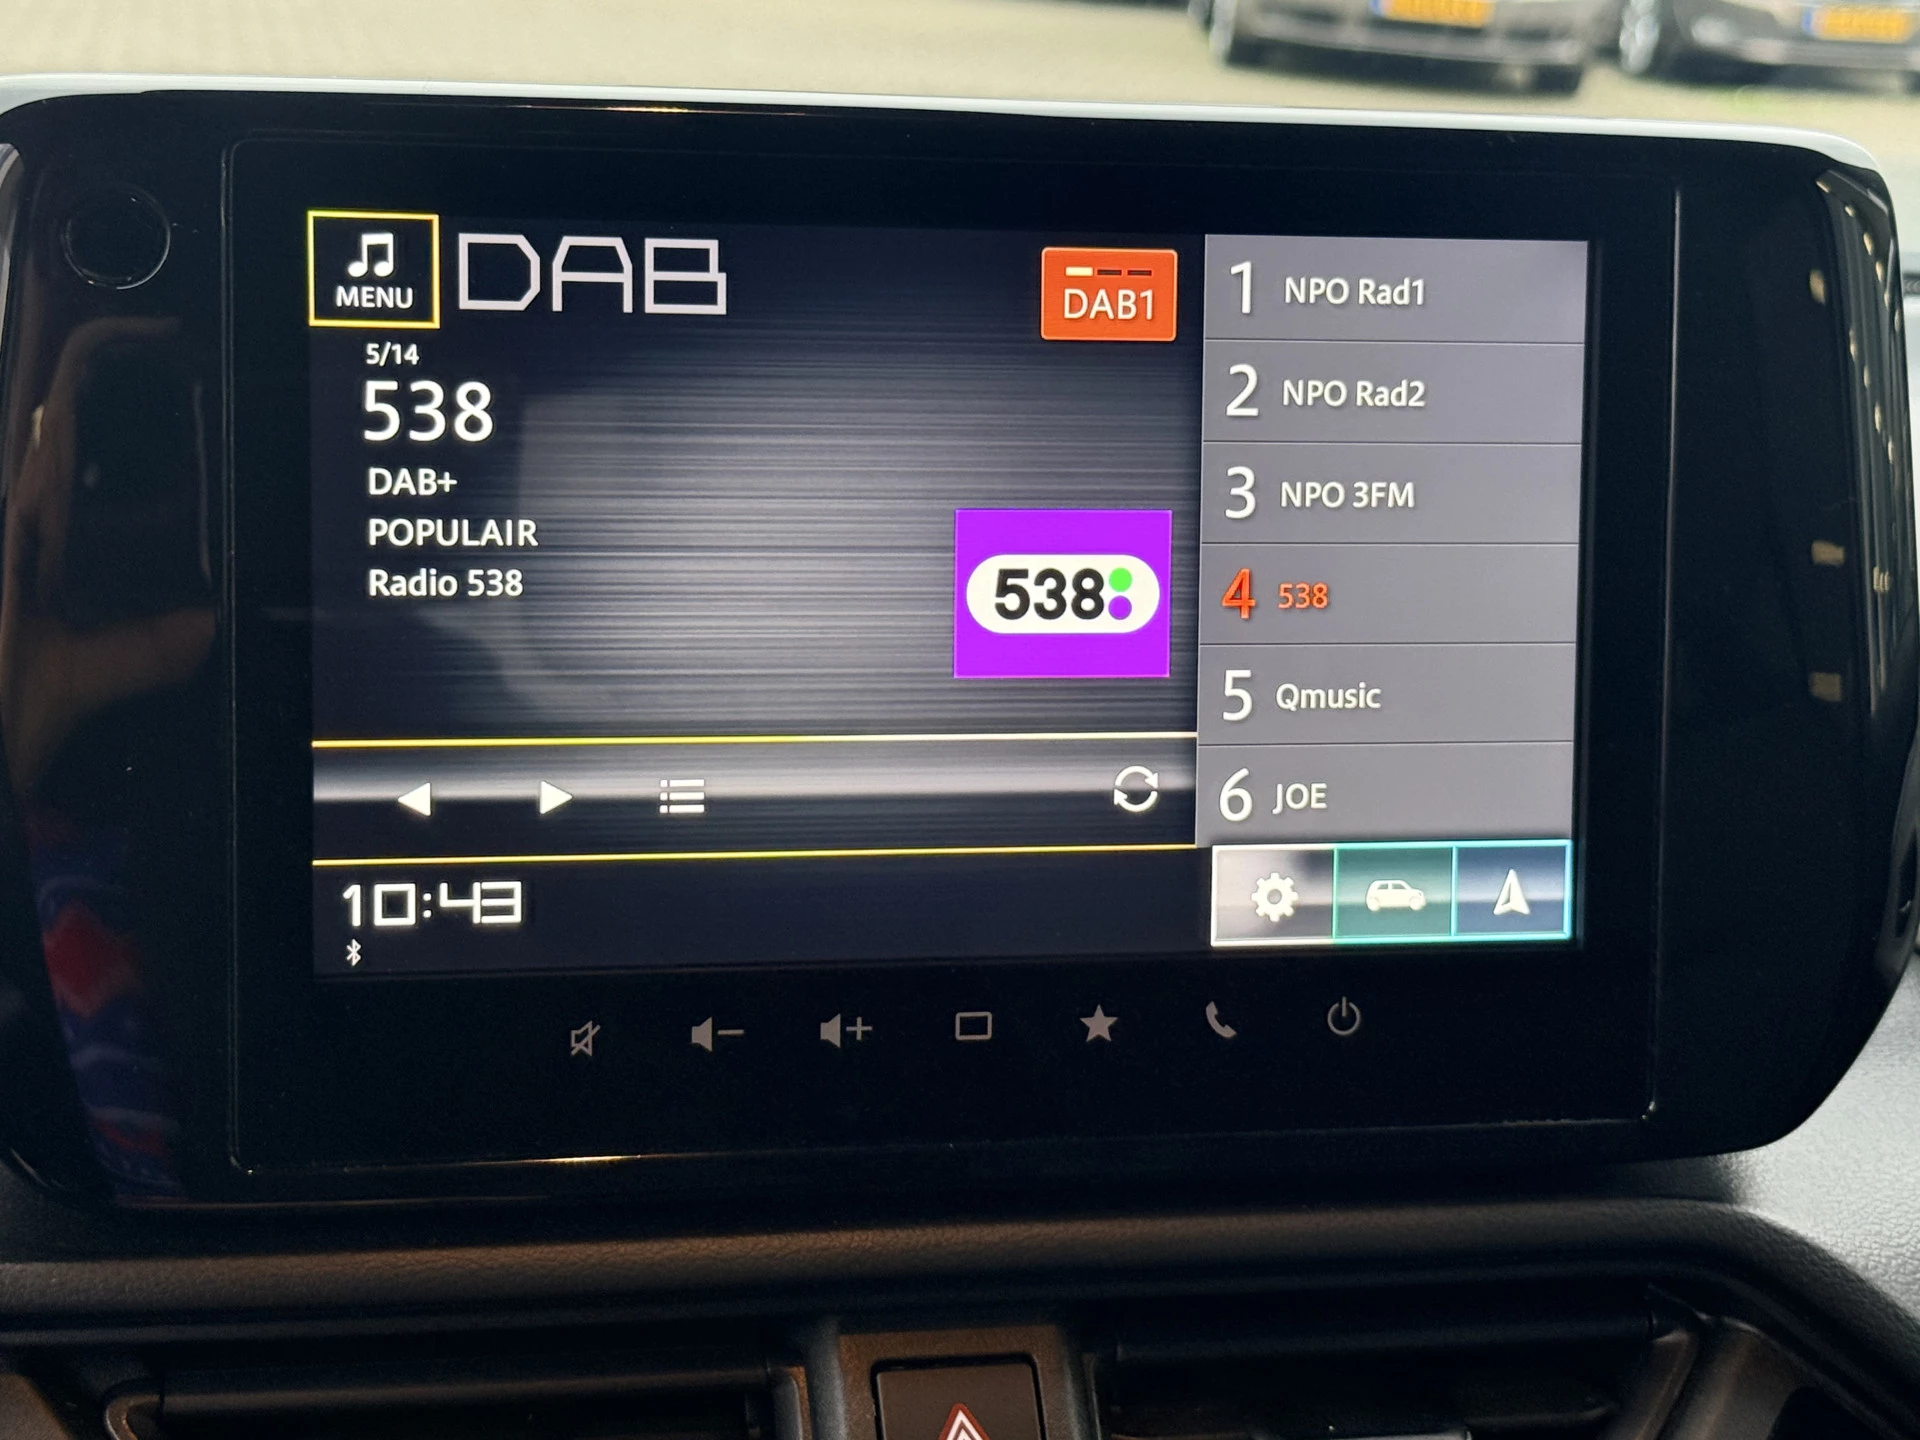 MENU
DAB
DAB1
5/14
538
DAB+
POPULAIR
Radio 538
538
1 NPO Rad1
2 NPO Rad2
3 NPO 3FM
4 538
5 Qmusic
6 JOE
10:43